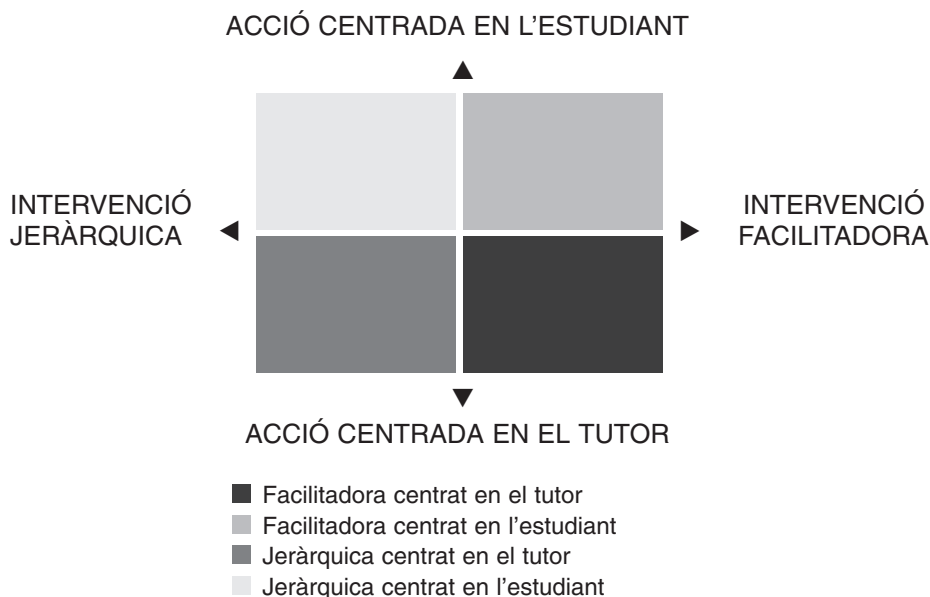 ACCIÓ CENTRADA EN L’ESTUDIANT
INTERVENCIÓ
JERÀRQUICA
INTERVENCIÓ
FACILITADORA
ACCIÓ CENTRADA EN EL TUTOR
Facilitadora centrat en el tutor
Facilitadora centrat en l’estudiant
Jeràrquica centrat en el tutor
Jeràrquica centrat en l’estudiant